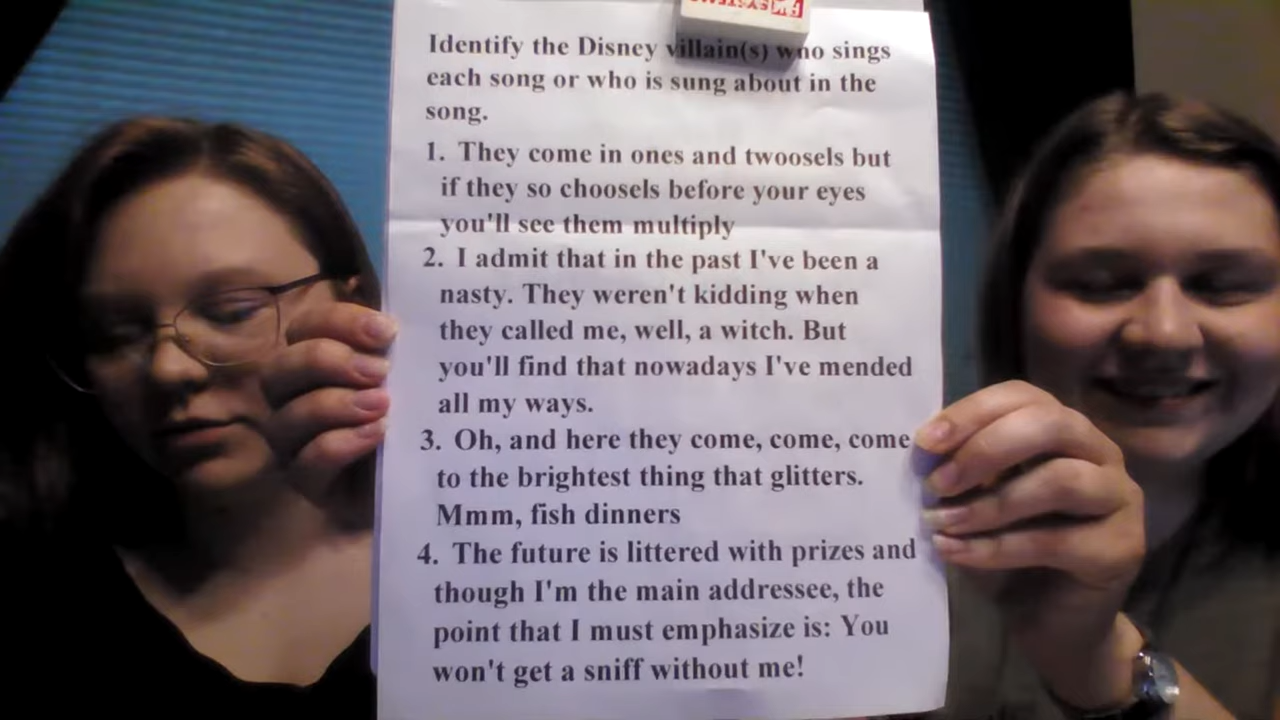 Identify the Disney villain(s) who sings
each song or who is sung about in the
song.
1. They come in ones and twoosels but
if they so choosels before your eyes
you'll see them multiply
2. I admit that in the past I've been a
nasty. They weren't kidding when
they called me, well, a witch. But
you'll find that nowadays I've mended
all my ways.
3. Oh, and here they come, come, come
to the brightest thing that glitters.
Mmm, fish dinners
4. The future is littered with prizes and
though I'm the main addressee, the
point that I must emphasize is: You
won't get a sniff without me!